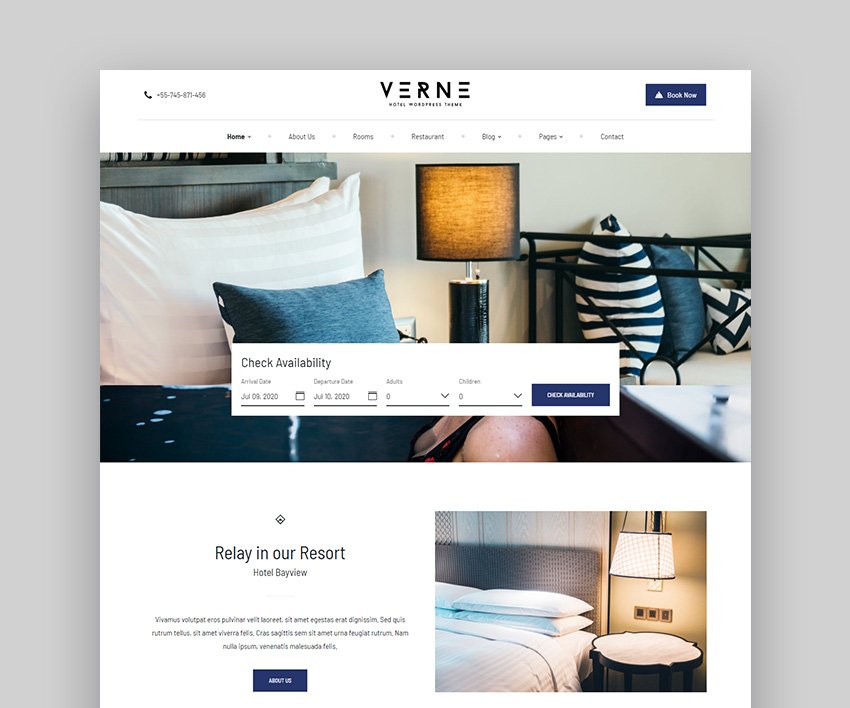 +55-745-871-456
VERNE
HOTEL WORDPRESS THEME
Book Now
Home About Us Rooms Restaurant Blog Pages Contact
Check Availability
Arrival Date Departure Date Adults Children
Jul 09, 2020 Jul 10, 2020 0 0 CHECK AVAILABILITY
Relay in our Resort
Hotel Bayview
Vivamus volutpat eros pulvinar velit laoreet, sit amet egestas erat dignissim. Sed quis
rutrum tellus, sit amet viverra felis. Cras sagittis sem sit amet urna feugiat rutrum. Nam
nulla ipsum, venenatis malesuada felis.
ABOUT US